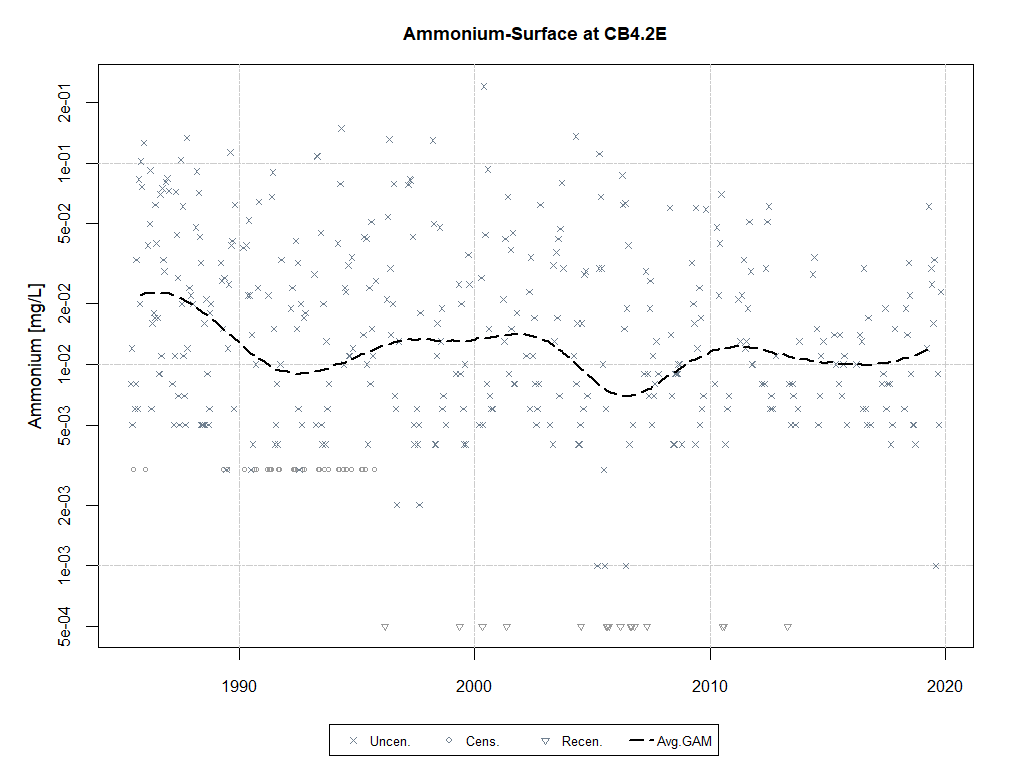 Ammonium-Surface at CB4.2E
Ammonium [mg/L]
2e-01
1e-01
5e-02
2e-02
1e-02
5e-03
2e-03
1e-03
5e-04
1990 2000 2010 2020
Uncen. Cens. Recen. Avg.GAM